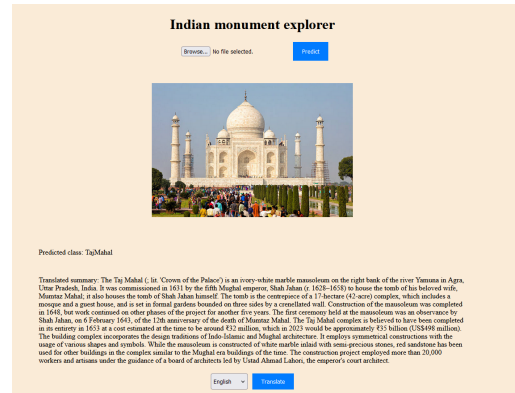 Indian monument explorer
Browse... No file selected. Predict
Predicted class: TajMahal
Translated summary: The Taj Mahal (; lit. 'Crown of the Palace') is an ivory-white marble mausoleum on the right bank of the river Yamuna in Agra,
Uttar Pradesh, India. It was commissioned in 1631 by the fifth Mughal emperor, Shah Jahan (r. 1628–1658) to house the tomb of his beloved wife,
Mumtaz Mahal; it also houses the tomb of Shah Jahan himself. The tomb is the centrepiece of a 17-hectare (42-acre) complex, which includes a
mosque and a guest house, and is set in formal gardens bounded on three sides by a crenellated wall. Construction of the mausoleum was completed
in 1648, but work continued on other phases of the project for another five years. The first ceremony held at the mausoleum was an observance by
Shah Jahan, on 6 February 1643, of the 12th anniversary of the death of Mumtaz Mahal. The Taj Mahal complex is believed to have been completed
in its entirety in 1653 at a cost estimated at the time to be around ₹32 million, which in 2023 would be approximately ₹35 billion (US$498 million).
The building complex incorporates the design traditions of Indo-Islamic and Mughal architecture. It employs symmetrical constructions with the
usage of various shapes and symbols. While the mausoleum is constructed of white marble inlaid with semi-precious stones, red sandstone has been
used for other buildings in the complex similar to the Mughal era buildings of the time. The construction project employed more than 20,000
workers and artisans under the guidance of a board of architects led by Ustad Ahmad Lahori, the emperor's court architect.
English Translate